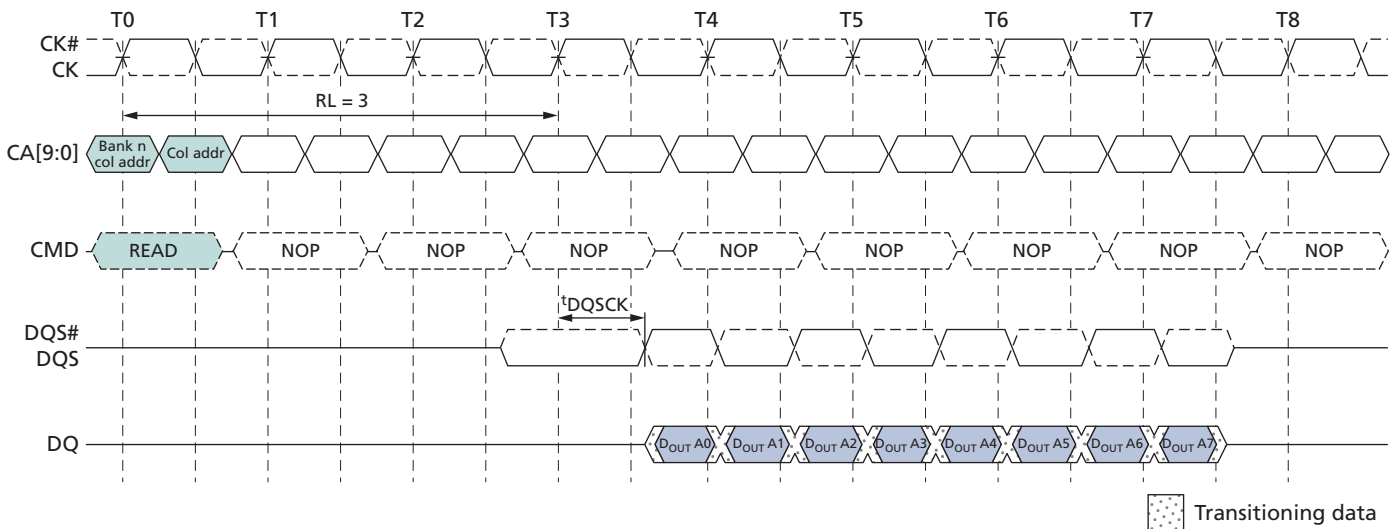 T0 T1 T2 T3 T4 T5 T6 T7 T8
CK#
CK
RL = 3
CA[9:0]
Bank n
col addr
Col addr
CMD READ NOP NOP NOP NOP NOP NOP NOP NOP
tDQSCK
DQS#
DQS
DQ DOUT A0 DOUT A1 DOUT A2 DOUT A3 DOUT A4 DOUT A5 DOUT A6 DOUT A7
Transitioning data